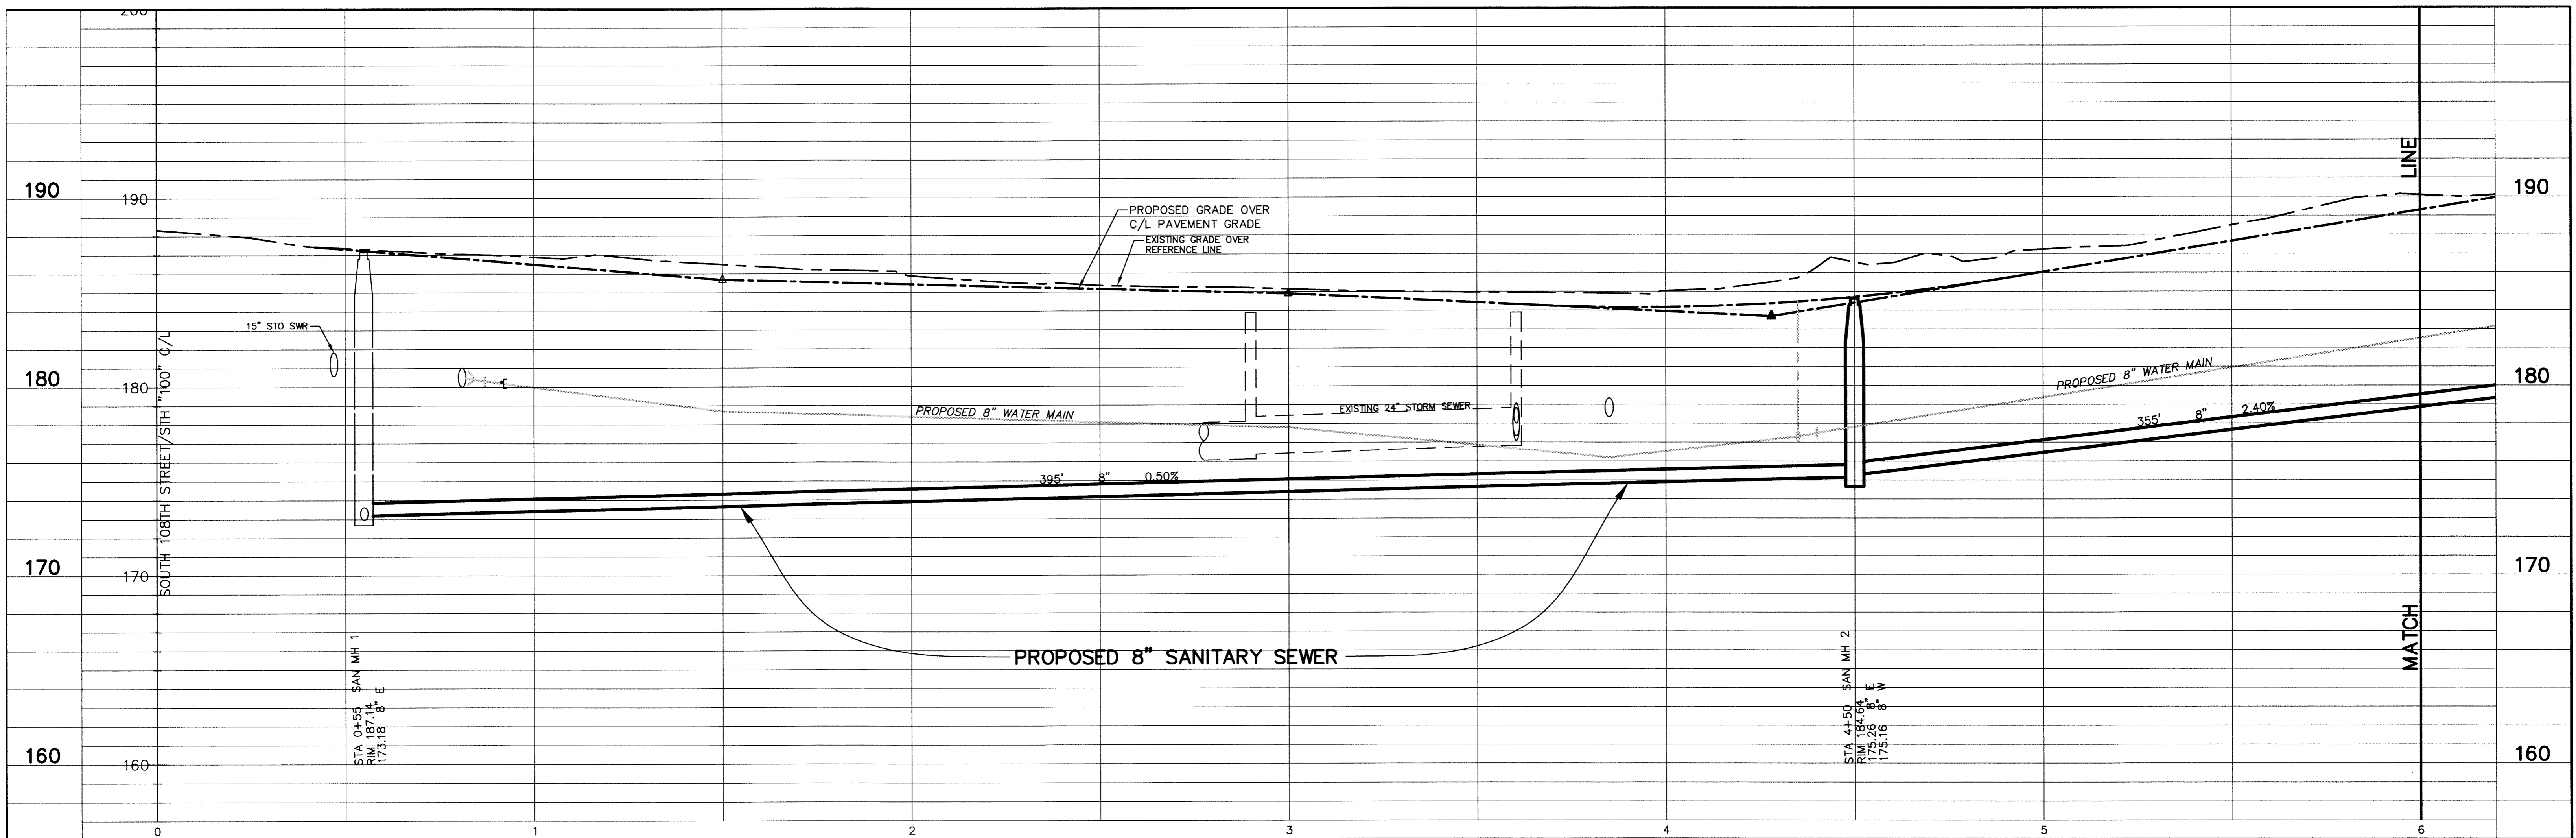 200
190
190
190
180
180
180
170
170
170
160
160
160
SOUTH 108TH STREET/STH "100" C/L
15" STO SWR
PROPOSED GRADE OVER
C/L PAVEMENT GRADE
EXISTING GRADE OVER
REFERENCE LINE
PROPOSED 8" WATER MAIN
EXISTING 24" STORM SEWER
PROPOSED 8" WATER MAIN
395' 8" 0.50%
355' 8" 2.40%
PROPOSED 8" SANITARY SEWER
STA 0+55 SAN MH 1
RIM 187.14
173.18 8" E
STA 4+50 SAN MH 2
RIM 184.64
175.26 8" E
175.16 8" W
MATCH LINE
0 1 2 3 4 5 6